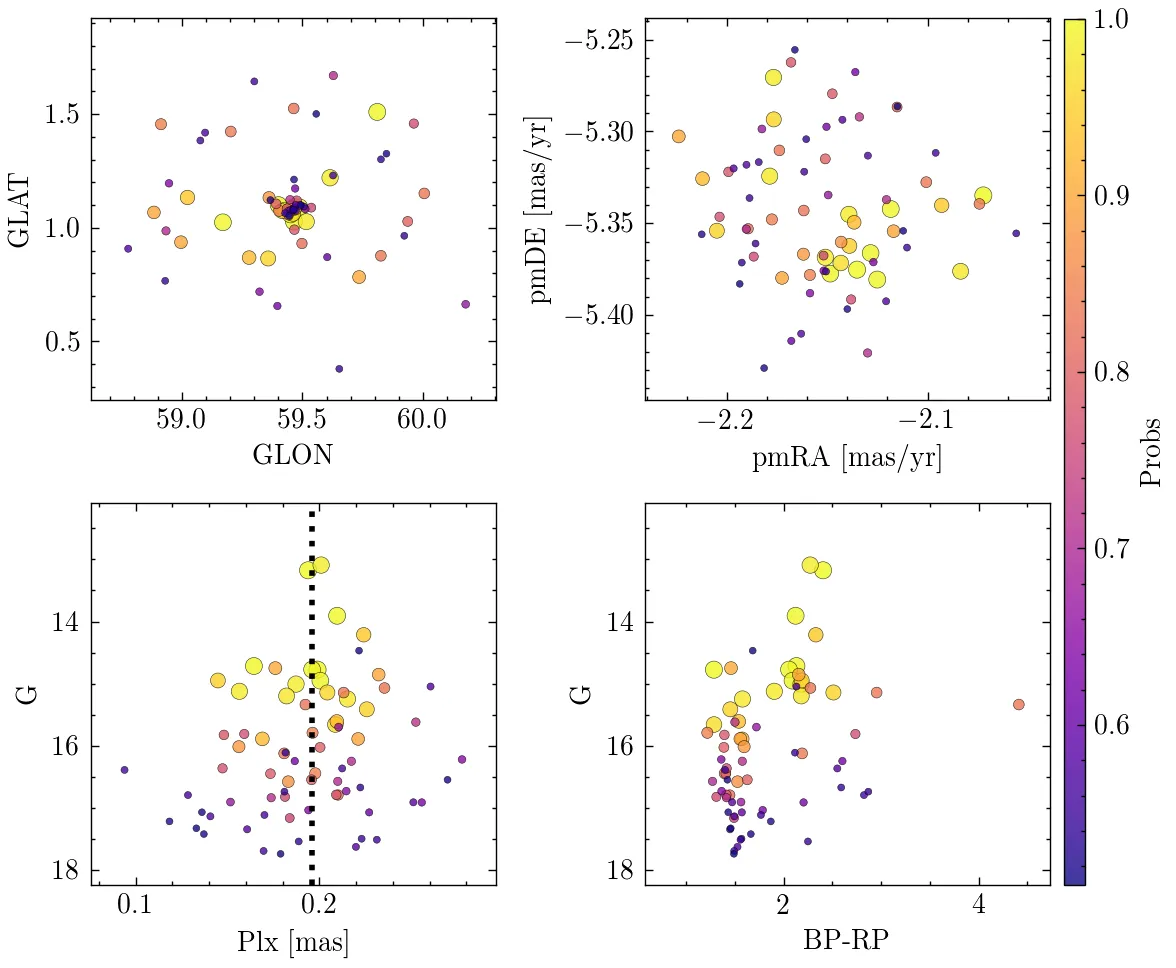 1.5
1.0
0.5
GLAT
59.0 59.5 60.0
GLON
−5.25
−5.30
−5.35
−5.40
pmDE [mas/yr]
−2.2 −2.1
pmRA [mas/yr]
1.0
0.9
0.8
0.7
0.6
Probs
14
16
18
G
0.1 0.2
Plx [mas]
14
16
18
G
2 4
BP-RP